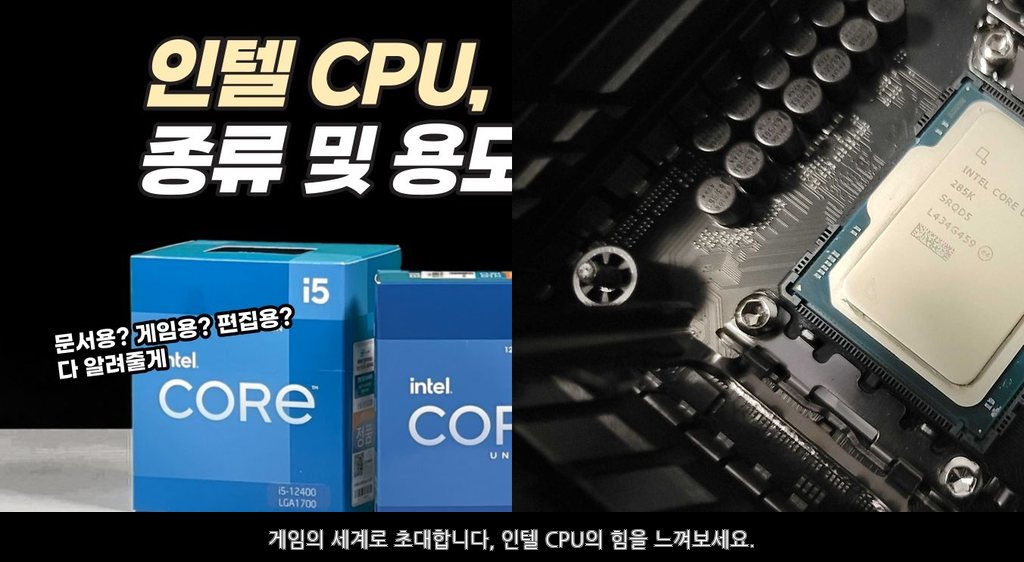 인텔 CPU,
종류 및 용도
문서용? 게임용? 편집용?
다 알려줄게
i5
intel.
CORe™
i5-12400
LGA1700
정품
intel.
INTEL CORE
285K
SRQD5
L434G459
게임의 세계로 초대합니다, 인텔 CPU의 힘을 느껴보세요.